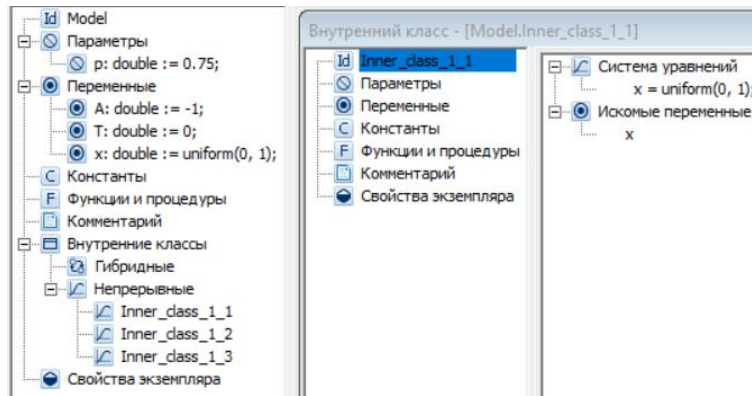 Model
Параметры
p: double := 0.75;
Переменные
A: double := -1;
T: double := 0;
x: double := uniform(0, 1);
Константы
Функции и процедуры
Комментарий
Внутренние классы
Гибридные
Непрерывные
Inner_class_1_1
Inner_class_1_2
Inner_class_1_3
Свойства экземпляра
Внутренний класс - [Model.Inner_class_1_1]
Inner_class_1_1
Параметры
Переменные
Константы
Функции и процедуры
Комментарий
Свойства экземпляра
Система уравнений
x = uniform(0, 1);
Искомые переменные
x